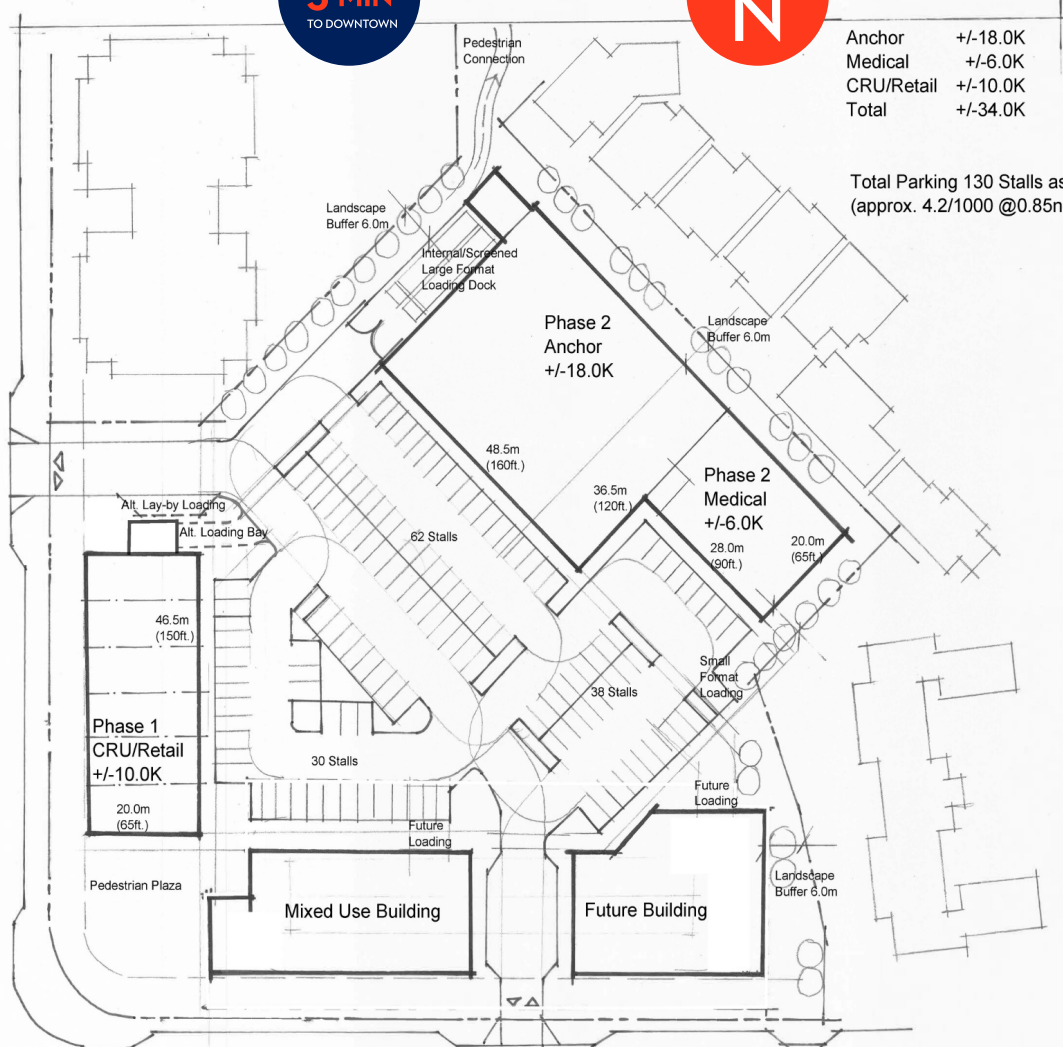 5 MIN
TO DOWNTOWN
N
Anchor +/-18.0K
Medical +/-6.0K
CRU/Retail +/-10.0K
Total +/-34.0K
Total Parking 130 Stalls as
(approx. 4.2/1000 @0.85n
Pedestrian
Connection
Landscape
Buffer 6.0m
Internal/Screened
Large Format
Loading Dock
Phase 2
Anchor
+/-18.0K
Landscape
Buffer 6.0m
48.5m
(160ft.)
36.5m
(120ft.)
Phase 2
Medical
+/-6.0K
28.0m
(90ft.)
20.0m
(65ft.)
Alt. Lay-by Loading
Alt. Loading Bay
62 Stalls
46.5m
(150ft.)
Small
Format
Loading
38 Stalls
Phase 1
CRU/Retail
+/-10.0K
30 Stalls
20.0m
(65ft.)
Future
Loading
Future
Loading
Pedestrian Plaza
Landscape
Buffer 6.0m
Mixed Use Building
Future Building